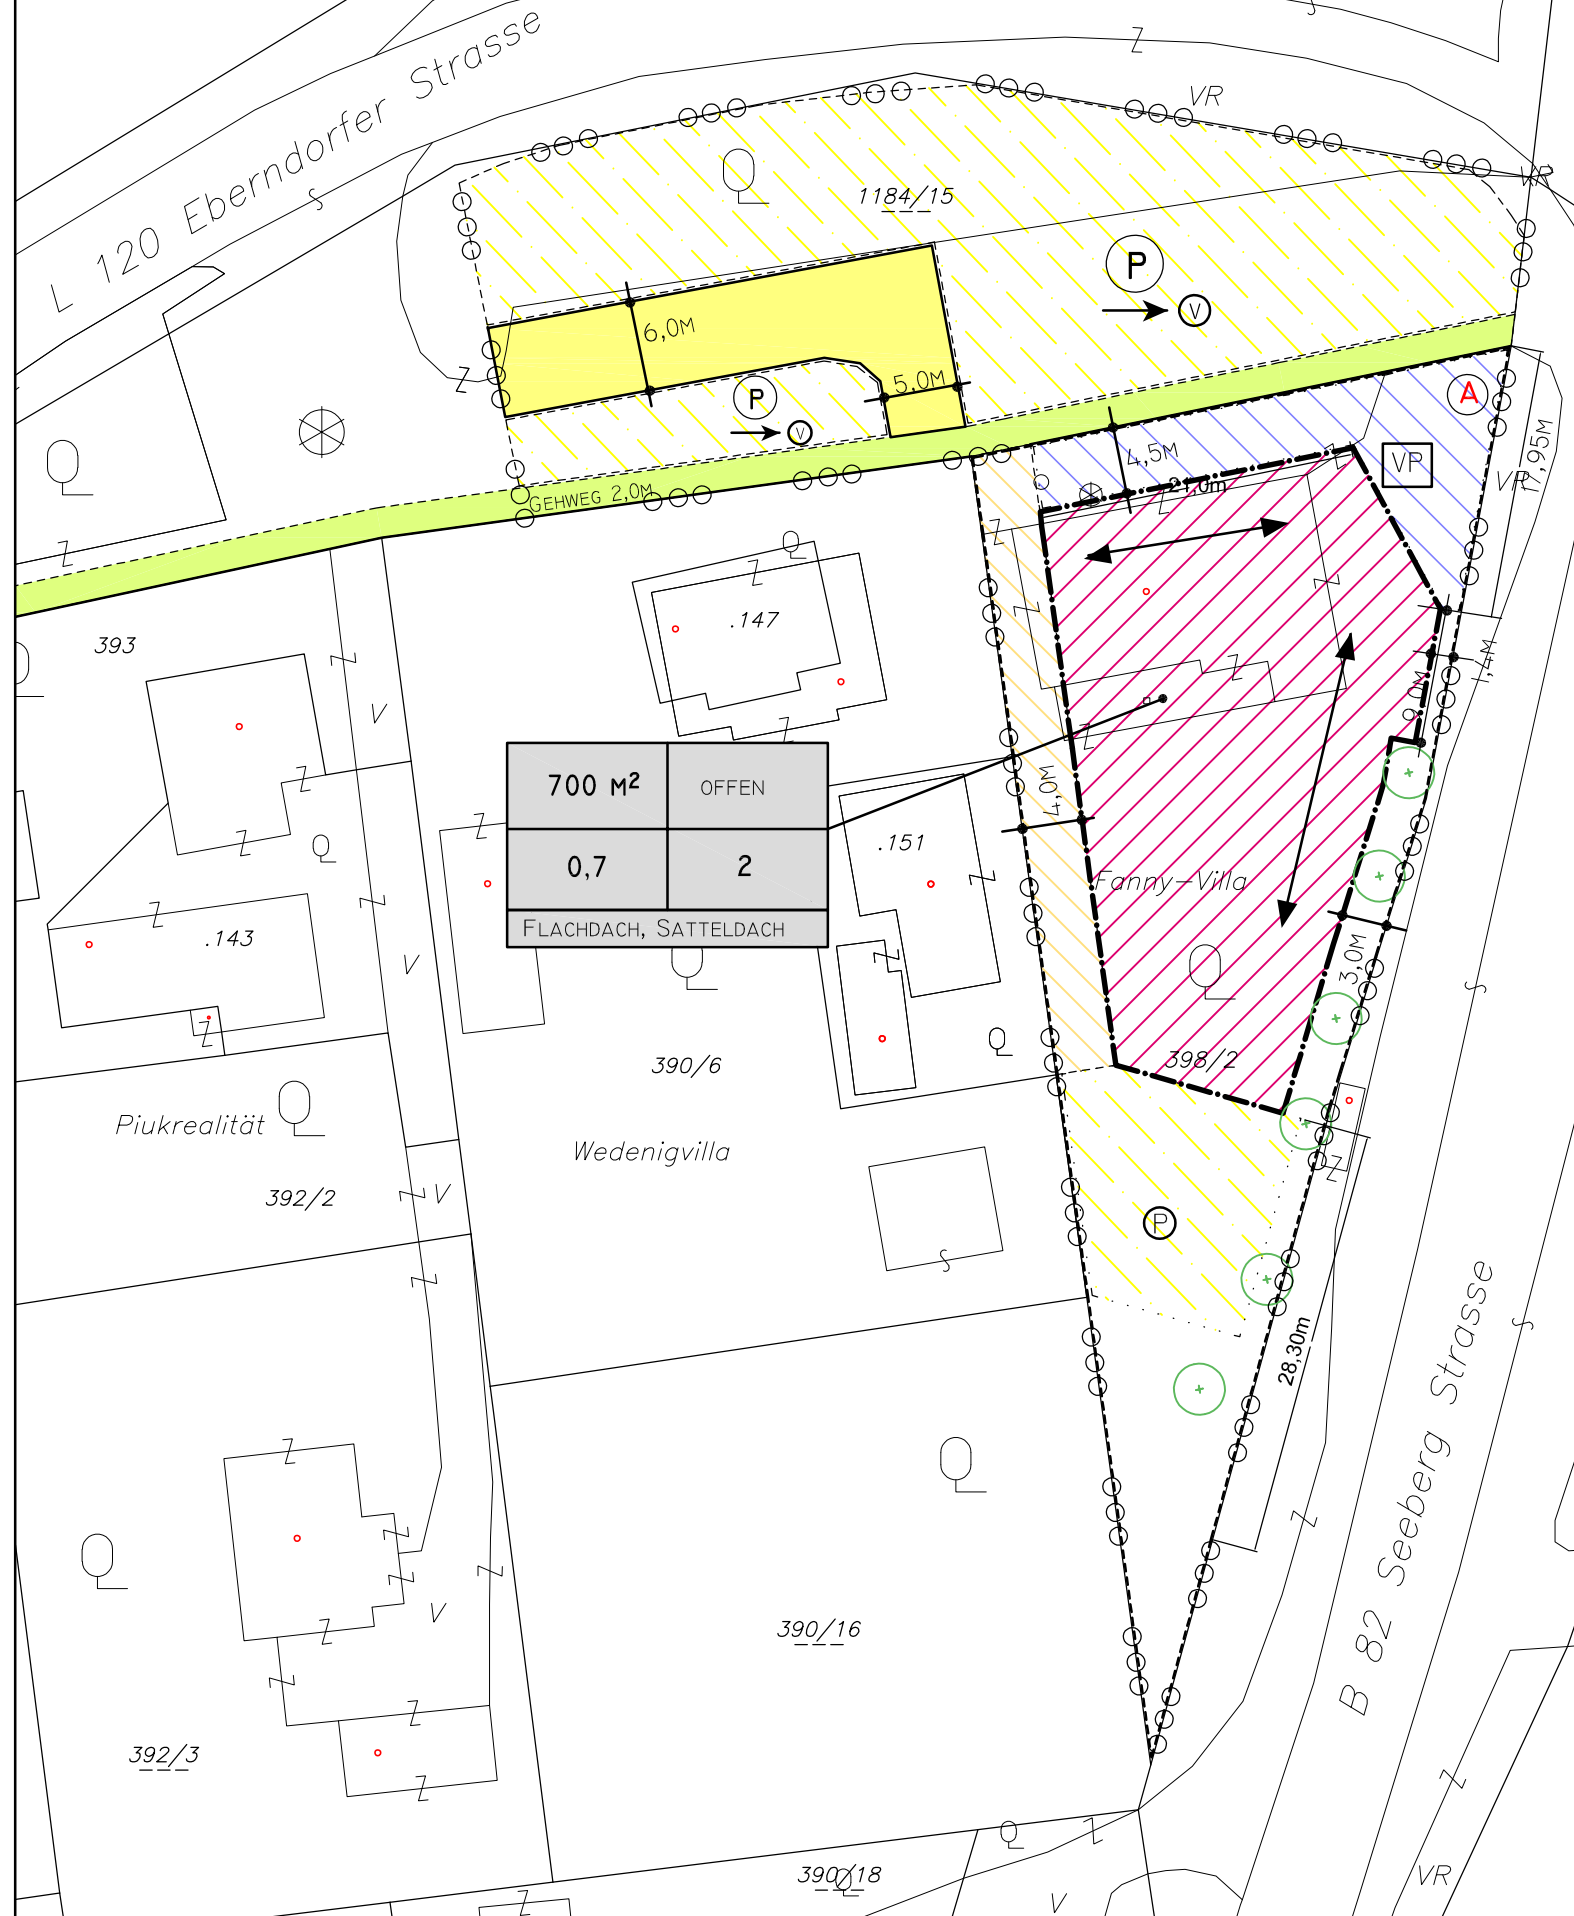 L 120 Eberndorfer Strasse
Z
S
VR
VR
1184/15
P
V
6,0M
5,0M
P
V
Z
GEHWEG 2,0M
A
VP
VR
17,95M
4,5M
21,0m
393
.147
1,4M
9,0M
4,0M
700 M²
OFFEN
0,7
2
FLACHDACH, SATTELDACH
.151
Fanny-Villa
3,0M
.143
390/6
398/2
Piukrealität
Wedenigvilla
392/2
P
28,30m
B 82 Seeberg Strasse
390/16
392/3
390/18
V
VR